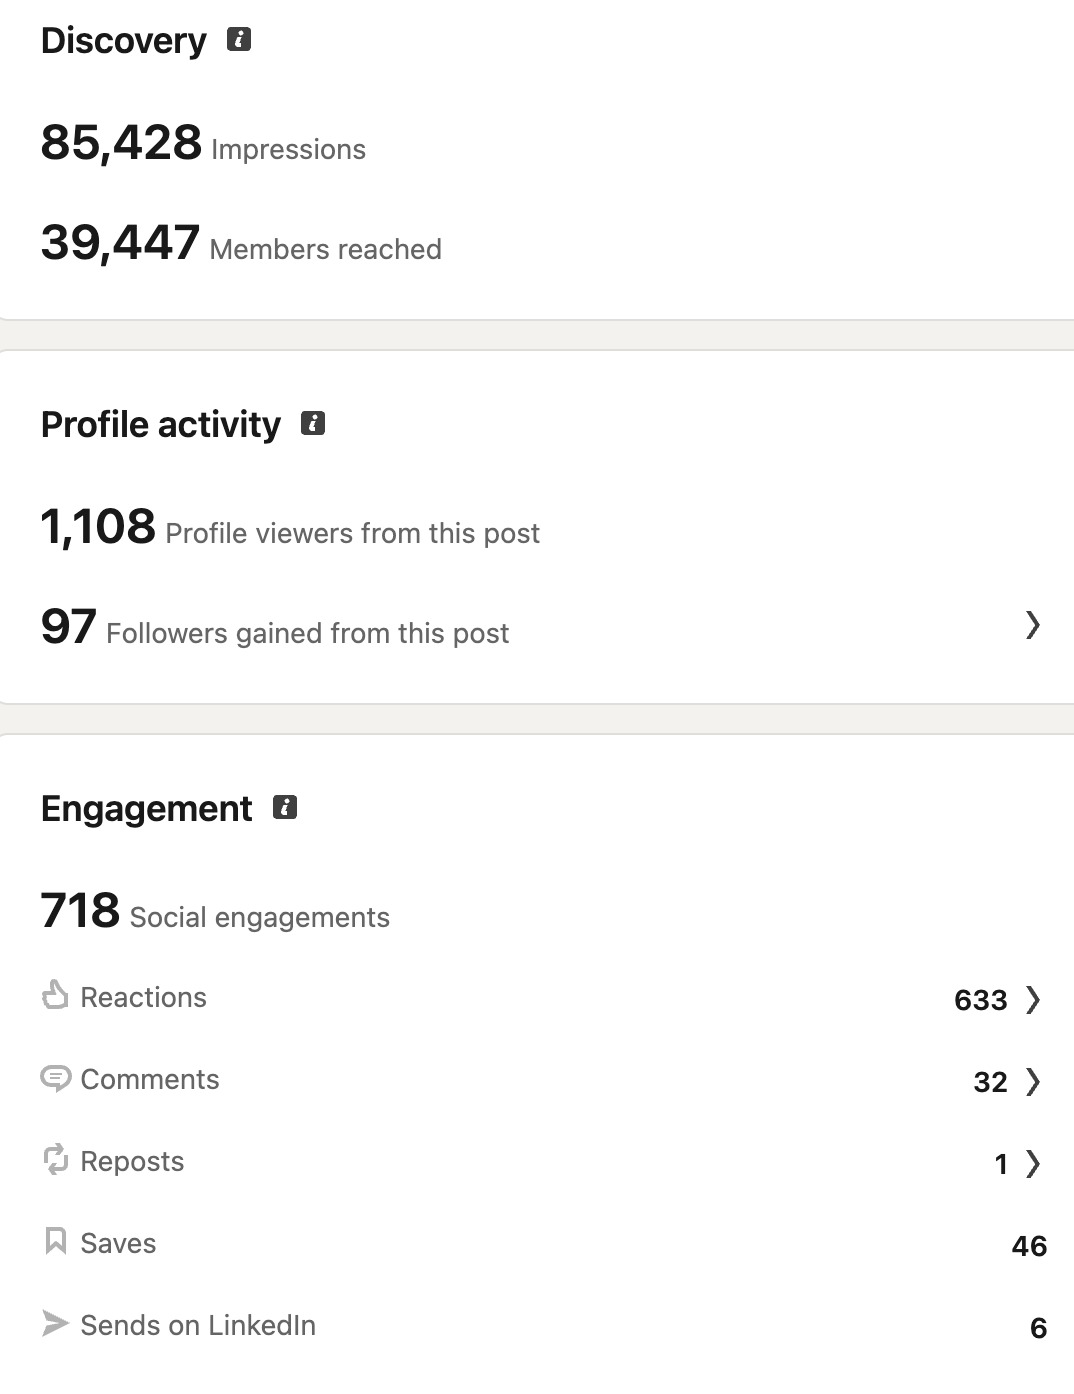 Discovery
85,428 Impressions
39,447 Members reached
Profile activity
1,108 Profile viewers from this post
97 Followers gained from this post
Engagement
718 Social engagements
Reactions 633
Comments 32
Reposts 1
Saves 46
Sends on LinkedIn 6